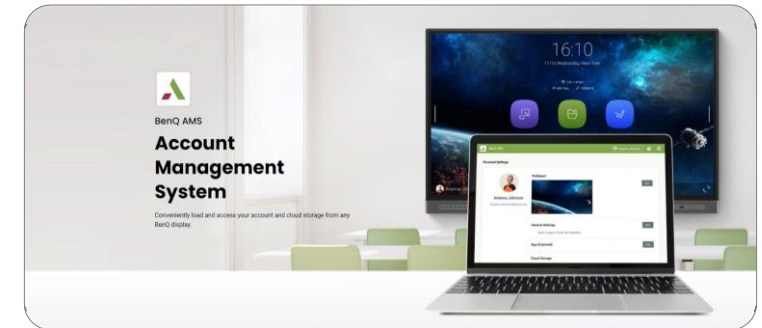 BenQ AMS
Account
Management
System
Conveniently load and access your account and cloud storage from any
BenQ display.
16:10
Personal Settings
Wallpaper
Network Settings
Cloud Storage